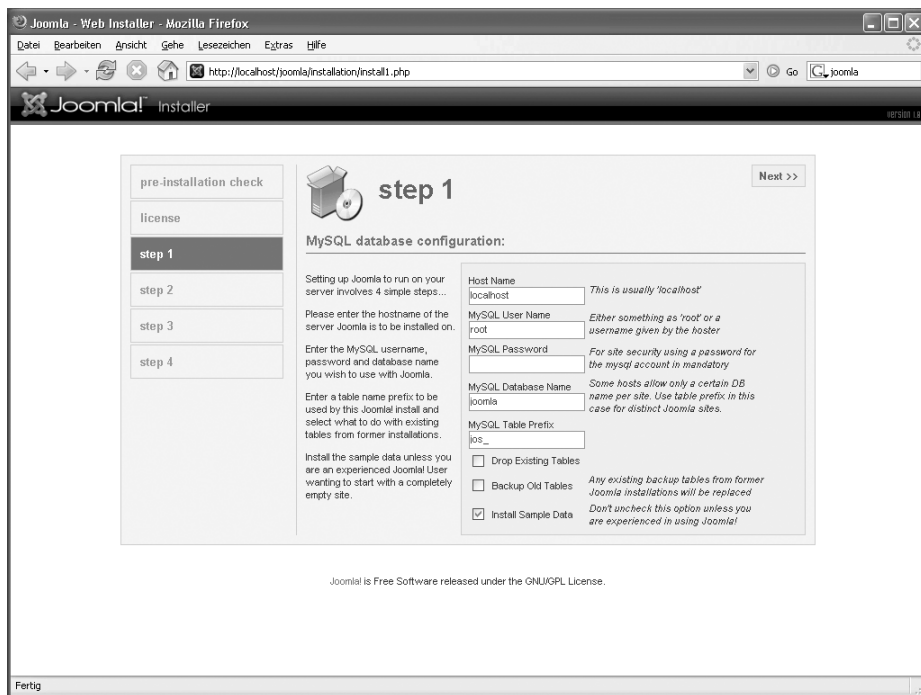 Joomla - Web Installer - Mozilla Firefox
Datei Bearbeiten Ansicht Gehe Lesezeichen Extras Hilfe
http://localhost/joomla/installation/install1.php
Go
joomla
Joomla!™ Installer
version 1.0
pre-installation check
license
step 1
step 2
step 3
step 4
step 1
Next >>
MySQL database configuration:
Setting up Joomla to run on your
server involves 4 simple steps...
Please enter the hostname of the
server Joomla is to be installed on.
Enter the MySQL username,
password and database name
you wish to use with Joomla.
Enter a table name prefix to be
used by this Joomla! install and
select what to do with existing
tables from former installations.
Install the sample data unless you
are an experienced Joomla! User
wanting to start with a completely
empty site.
Host Name
localhost
This is usually 'localhost'
MySQL User Name
root
Either something as 'root' or a
username given by the hoster
MySQL Password
For site security using a password for
the mysql account in mandatory
MySQL Database Name
joomla
Some hosts allow only a certain DB
name per site. Use table prefix in this
case for distinct Joomla sites.
MySQL Table Prefix
jos_
Drop Existing Tables
Backup Old Tables
Any existing backup tables from former
Joomla installations will be replaced
Install Sample Data
Don't uncheck this option unless you
are experienced in using Joomla!
Joomla! is Free Software released under the GNU/GPL License.
Fertig